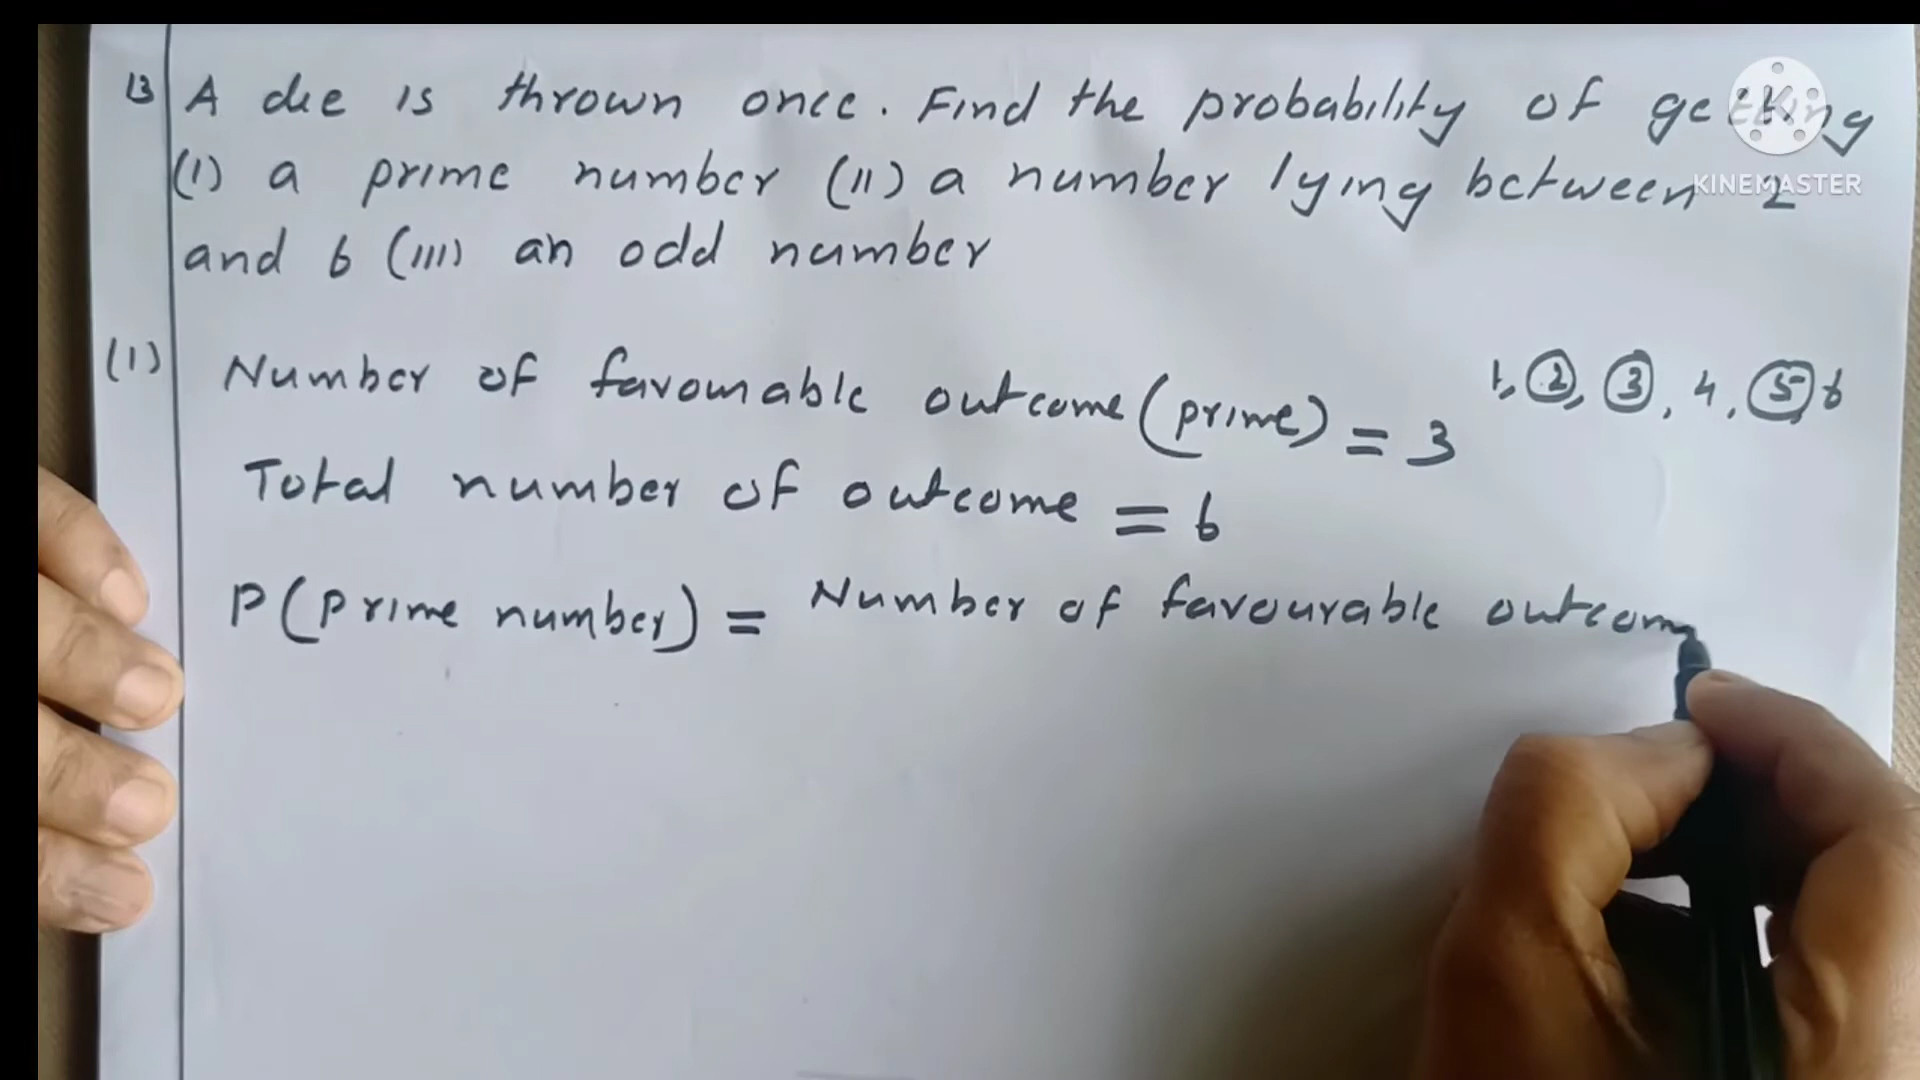 13 A die is thrown once. Find the probability of getting
(i) a prime number (ii) a number lying between 2
and 6 (iii) an odd number
KINEMASTER
(1) Number of favourable outcome (prime) = 3
1, 2, 3, 4, 5, 6
Total number of outcome = 6
P(prime number) = Number of favourable outcom